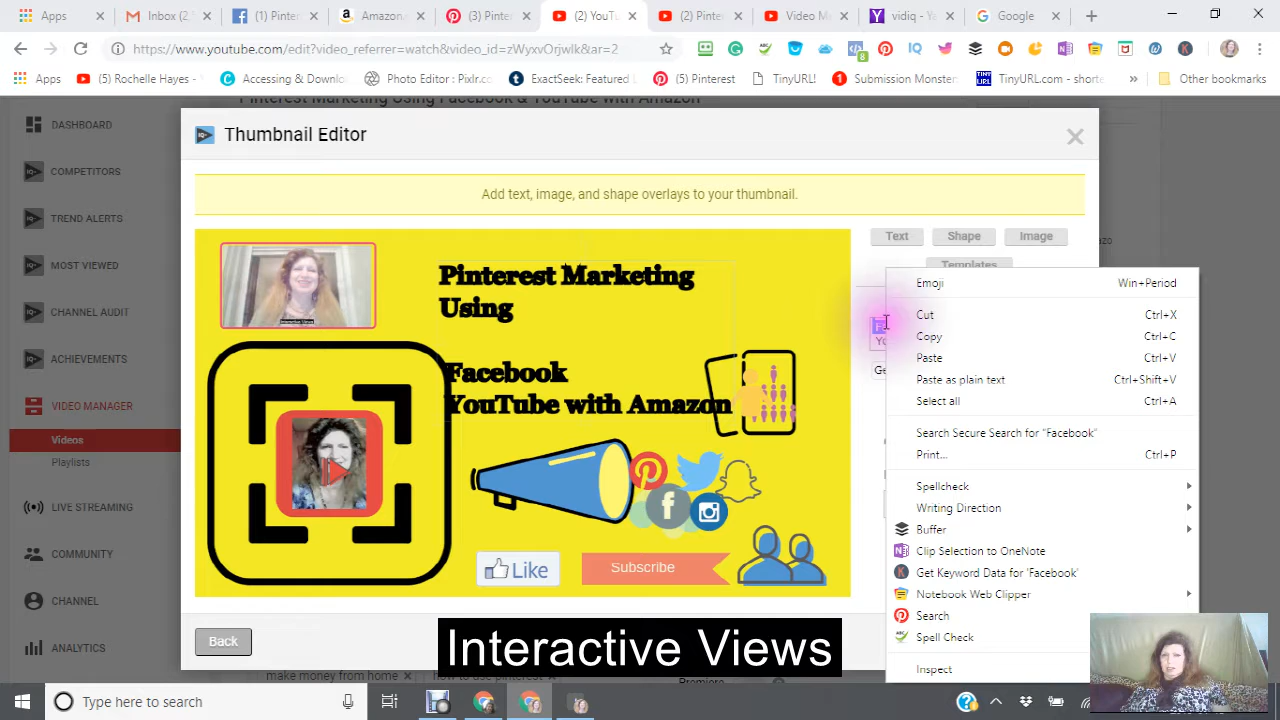 Apps
Inbox (16)
(1) Pinter
Amazon
(3) Pinter
(2) YouTu
(2) Pinter
Video M
vidiq - Ya
Google
https://www.youtube.com/edit?video_referrer=watch&video_id=zWyxvOrjwlk&ar=2
8
Apps
(5) Rochelle Hayes - Y
Accessing & Downlo
Photo Editor: Pixlr.co
ExactSeek: Featured L
(5) Pinterest
TinyURL!
Submission Monster
TinyURL.com - shorte
Other bookmarks
Pinterest Marketing Using Facebook & YouTube with Amazon
DASHBOARD
COMPETITORS
TREND ALERTS
MOST VIEWED
CHANNEL AUDIT
ACHIEVEMENTS
VIDEO MANAGER
Videos
Playlists
LIVE STREAMING
COMMUNITY
CHANNEL
ANALYTICS
Thumbnail Editor
Add text, image, and shape overlays to your thumbnail.
Text
Shape
Image
Templates
Interactive Views
Pinterest Marketing
Using
Facebook
YouTube with Amazon
Like
Subscribe
Back
Emoji Win+Period
Cut Ctrl+X
Copy Ctrl+C
Paste Ctrl+V
Paste as plain text Ctrl+Shift+V
Select all Ctrl+A
Search Secure Search for "Facebook"
Print... Ctrl+P
Spellcheck
Writing Direction
Buffer
Clip Selection to OneNote
Get Keyword Data for 'Facebook'
Notebook Web Clipper
Search
Spell Check
Inspect
Interactive Views
make money from home
how to use pinterest
Premiere
Type here to search